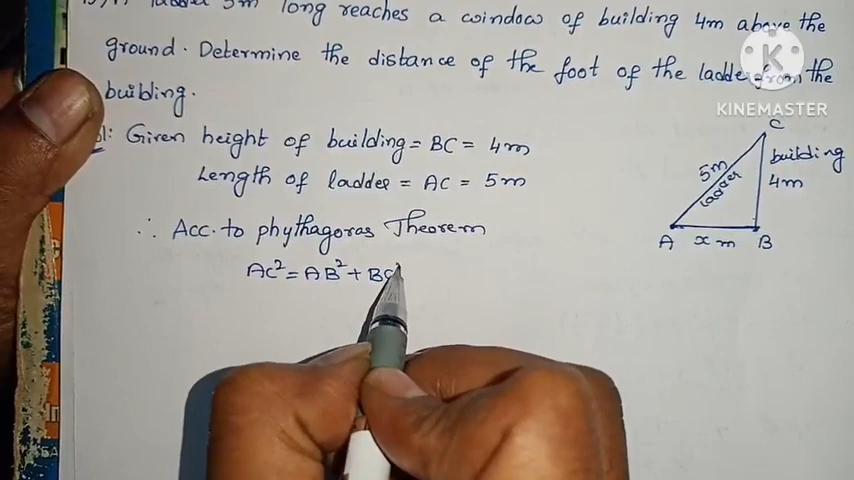 ladder 5m long reaches a window of building 4m above the
ground. Determine the distance of the foot of the ladder from the
building.
Given height of building = BC = 4m
Length of ladder = AC = 5m
∴ Acc. to phythagoras Theorem
AC² = AB² + BC
C
5m
ladder
building
4m
A x m B
KINEMASTER